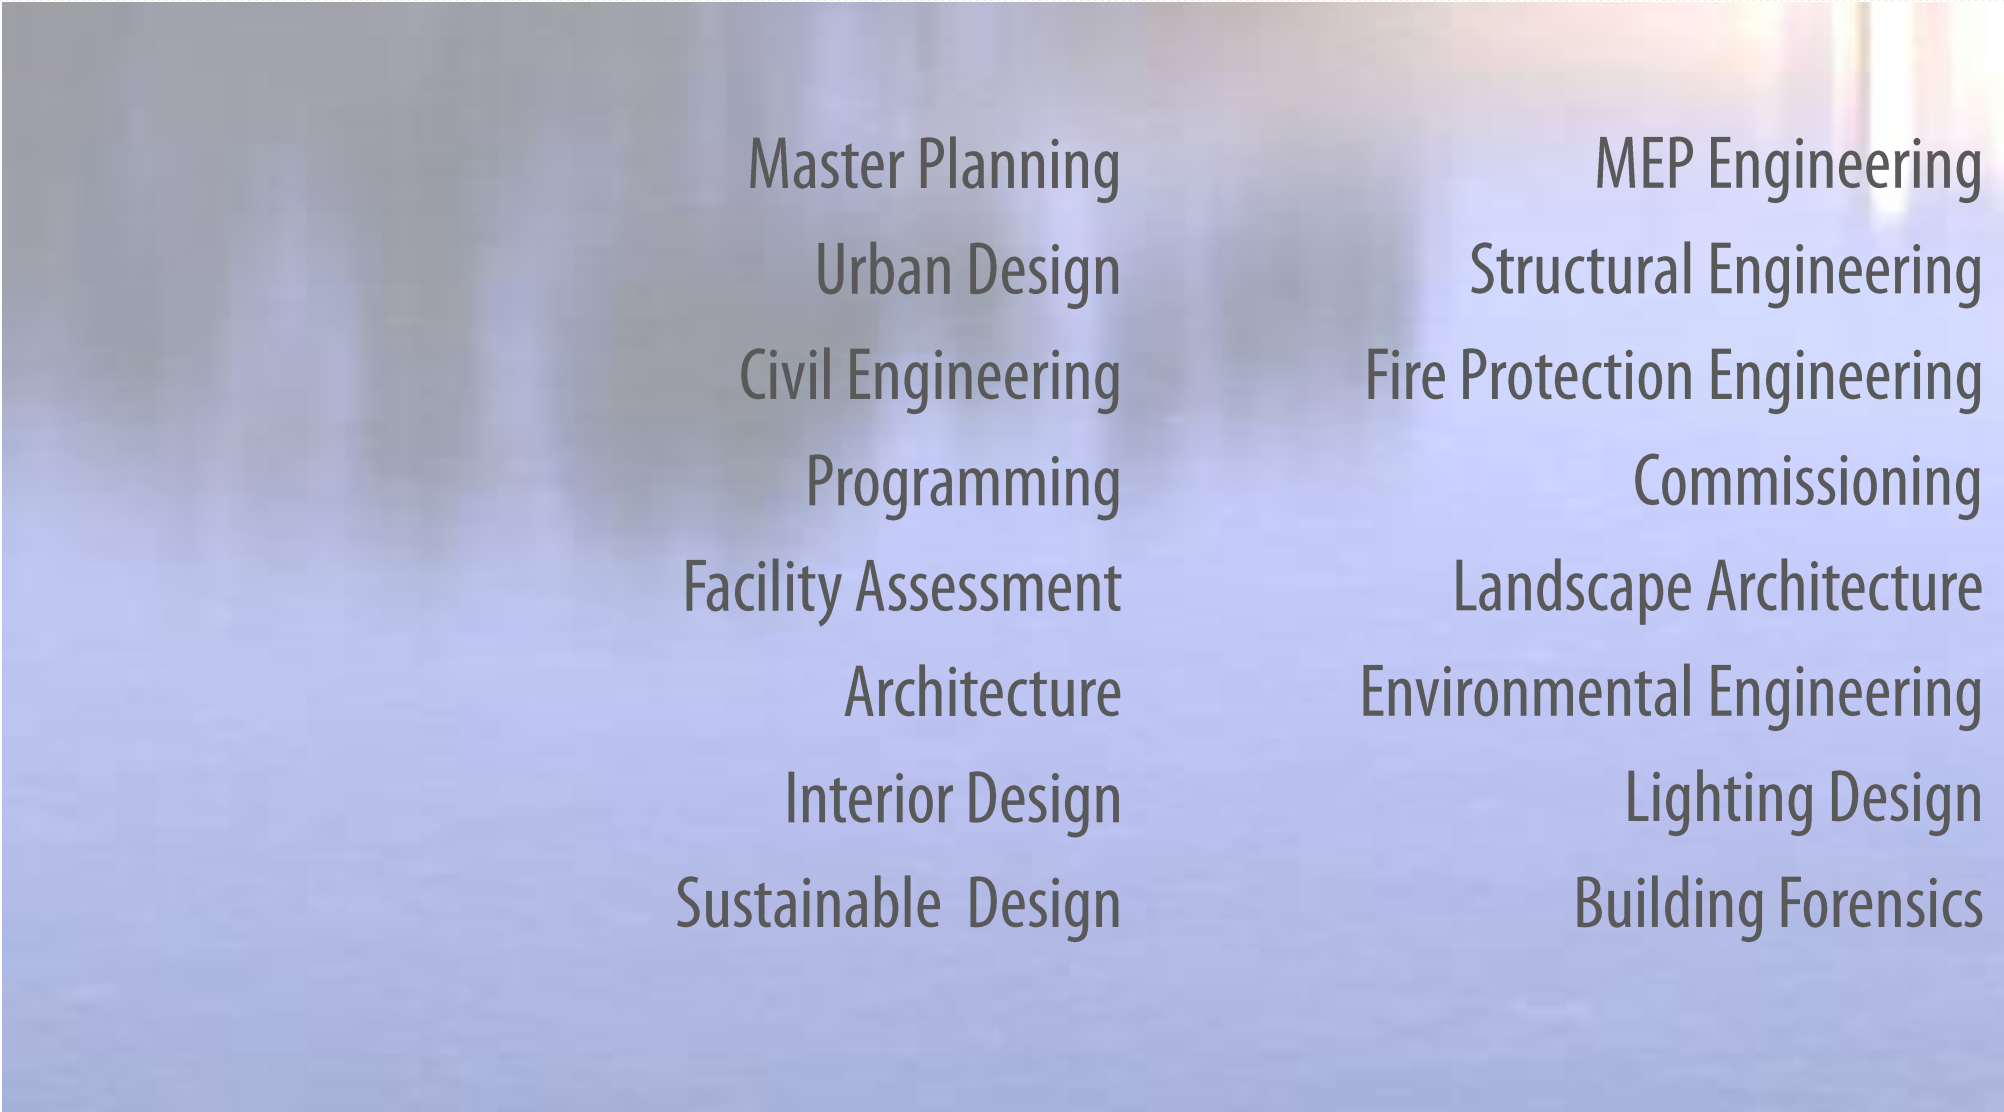 Master Planning
Urban Design
Civil Engineering
Programming
Facility Assessment
Architecture
Interior Design
Sustainable  Design
MEP Engineering
Structural Engineering
Fire Protection Engineering
Commissioning
Landscape Architecture
Environmental Engineering
Lighting Design
Building Forensics